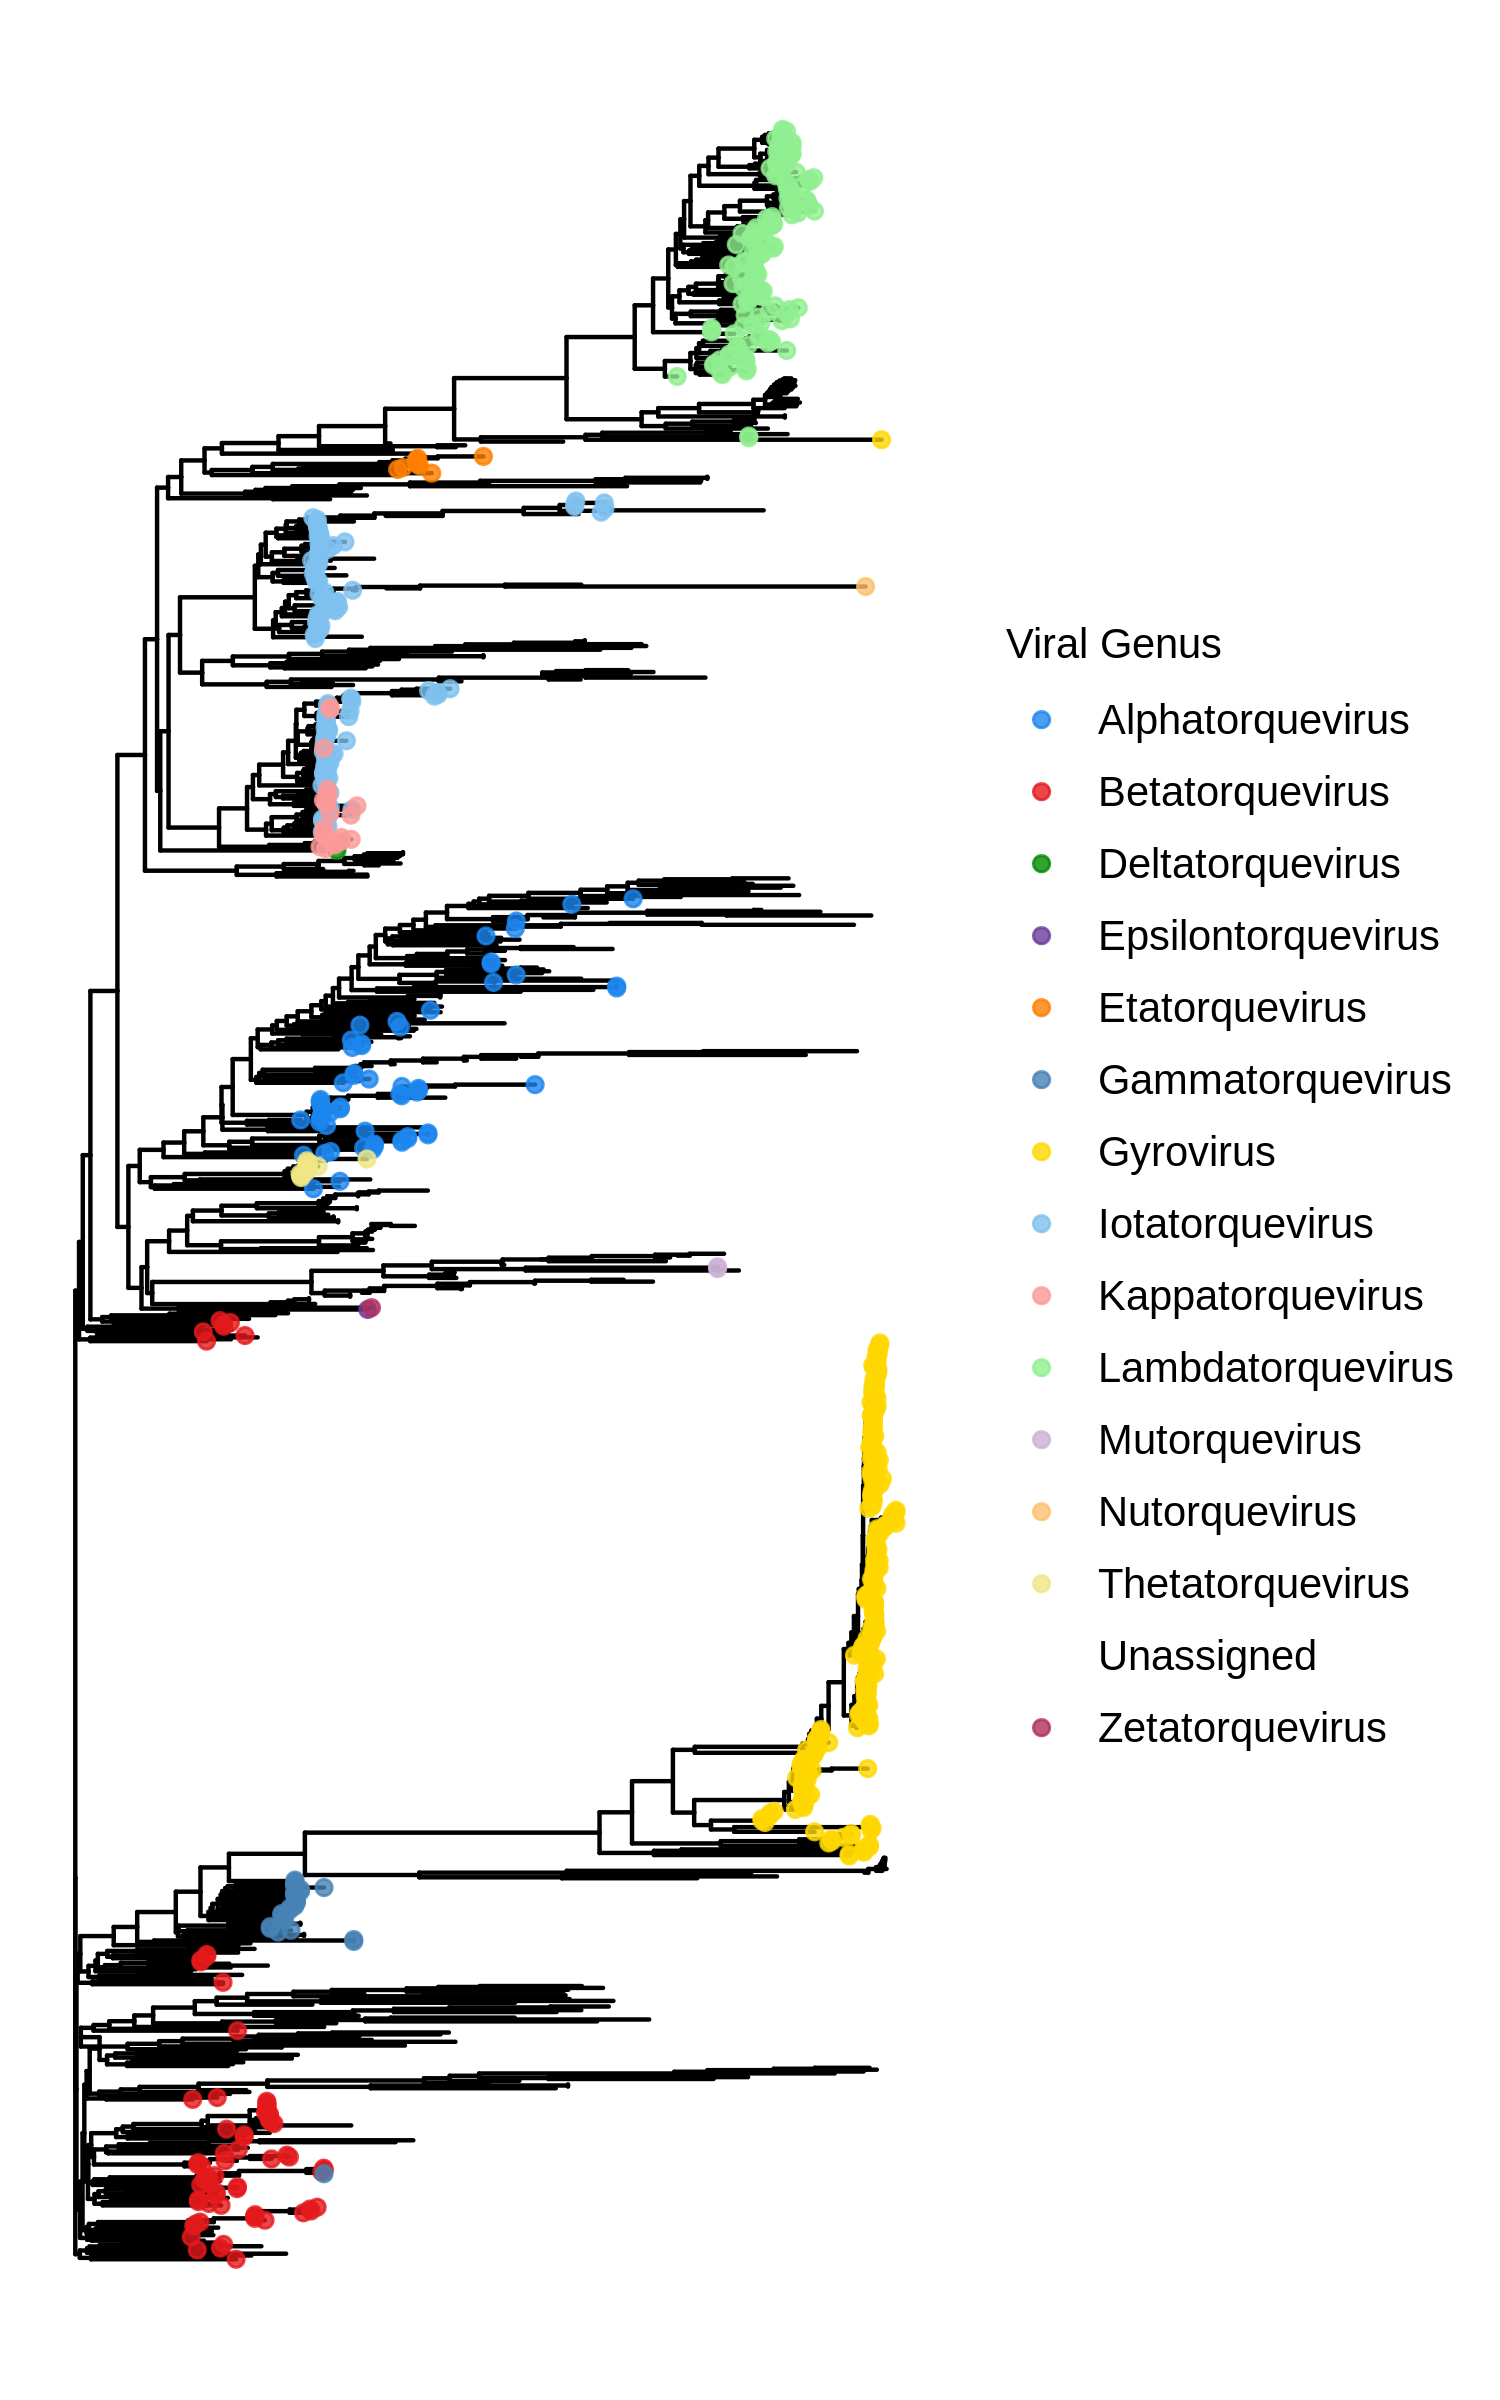 Viral Genus
Alphatorquevirus
Betatorquevirus
Deltatorquevirus
Epsilontorquevirus
Etatorquevirus
Gammatorquevirus
Gyrovirus
Iotatorquevirus
Kappatorquevirus
Lambdatorquevirus
Mutorquevirus
Nutorquevirus
Thetatorquevirus
Unassigned
Zetatorquevirus